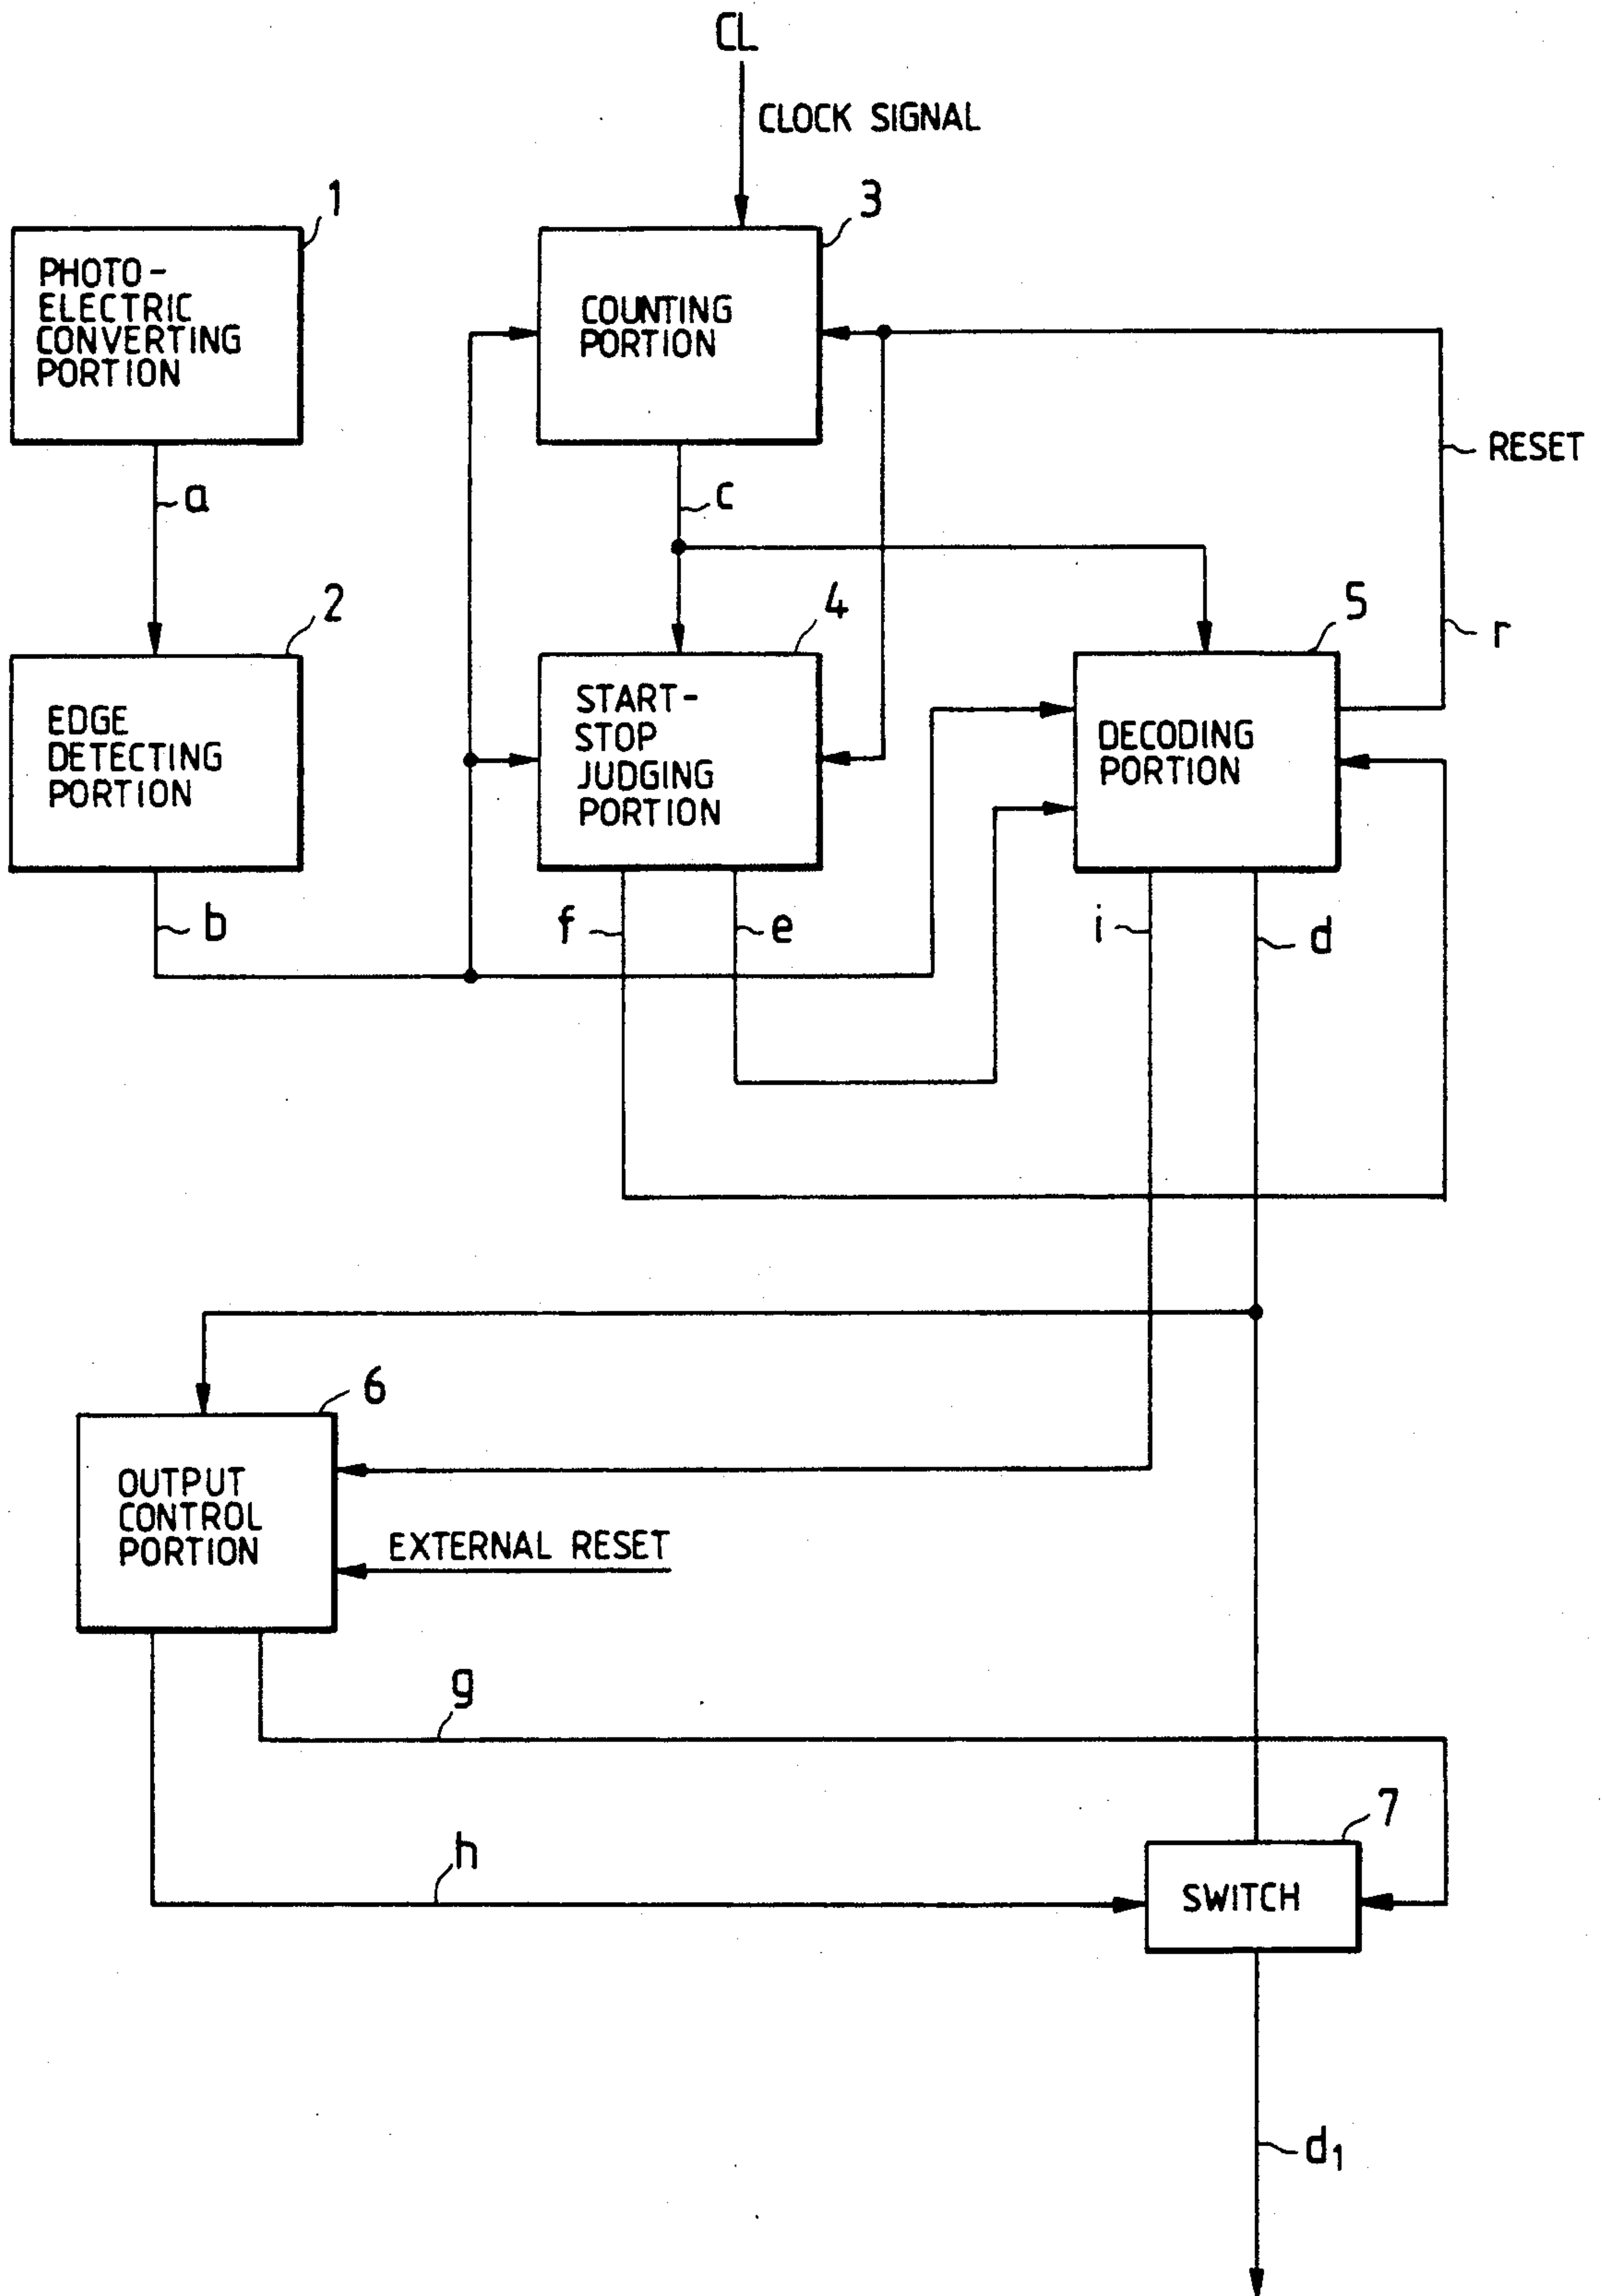 CL
CLOCK SIGNAL
1
3
PHOTO-
ELECTRIC
CONVERTING
PORTION
COUNTING
PORTION
RESET
a
c
2
4
5
r
EDGE
DETECTING
PORTION
START-
STOP
JUDGING
PORTION
DECODING
PORTION
b
f
e
i
d
6
OUTPUT
CONTROL
PORTION
EXTERNAL RESET
g
7
h
SWITCH
d1